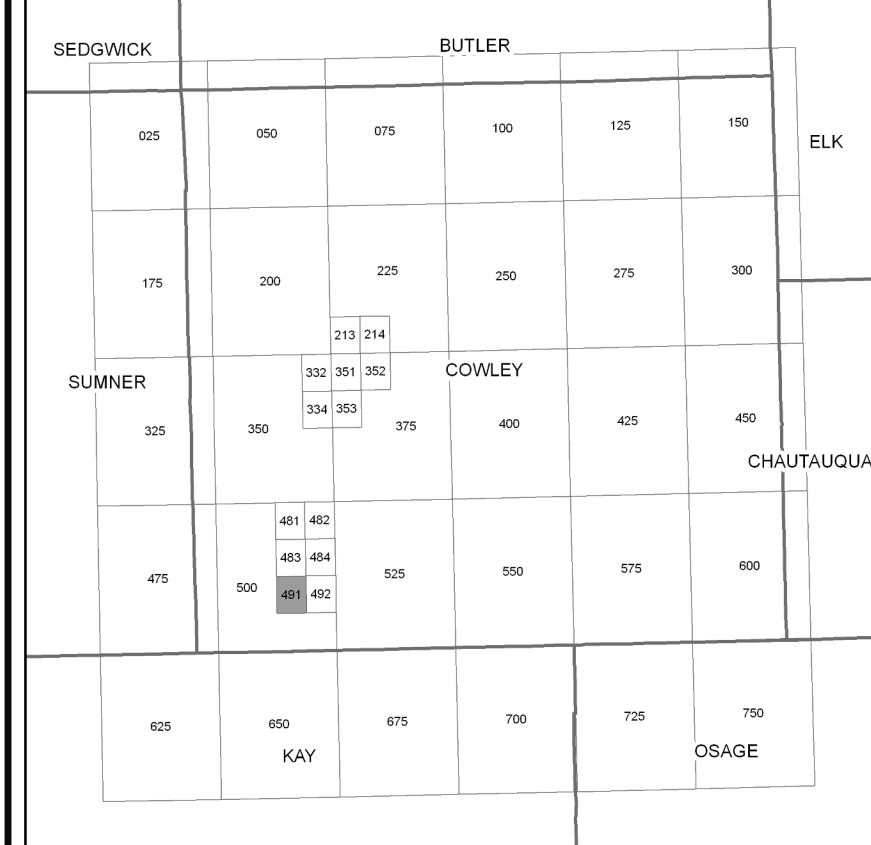 SEDGWICK
BUTLER
025 050 075 100 125 150
ELK
175 200 225 250 275 300
213 214
332 351 352
SUMNER
COWLEY
334 353
325 350 375 400 425 450
CHAUTAUQUA
481 482
483 484
475 500 525 550 575 600
491 492
625 650 675 700 725 750
KAY
OSAGE